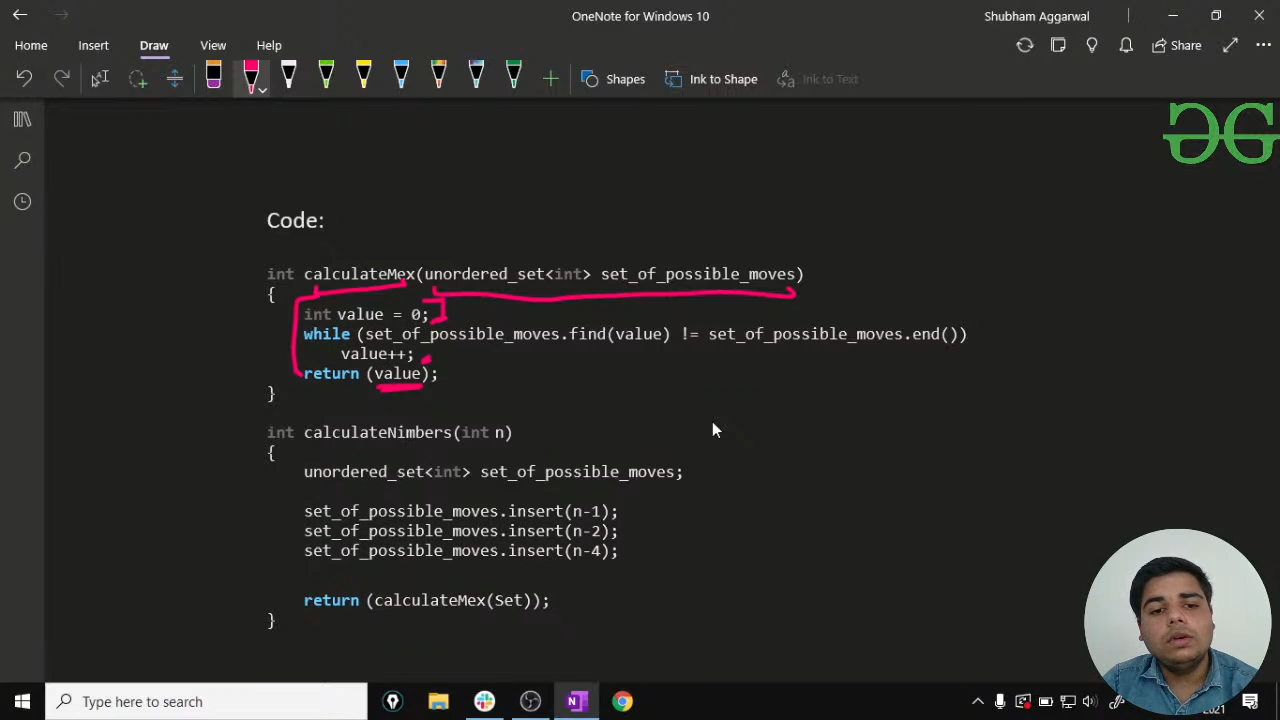 OneNote for Windows 10
Shubham Aggarwal
Home Insert Draw View Help
Share
Shapes
Ink to Shape
Ink to Text
Code:
int calculateMex(unordered_set<int> set_of_possible_moves)
{
int value = 0;
while (set_of_possible_moves.find(value) != set_of_possible_moves.end())
value++;
return (value);
}
int calculateNimbers(int n)
{
unordered_set<int> set_of_possible_moves;
set_of_possible_moves.insert(n-1);
set_of_possible_moves.insert(n-2);
set_of_possible_moves.insert(n-4);
return (calculateMex(Set));
}
Type here to search
2021